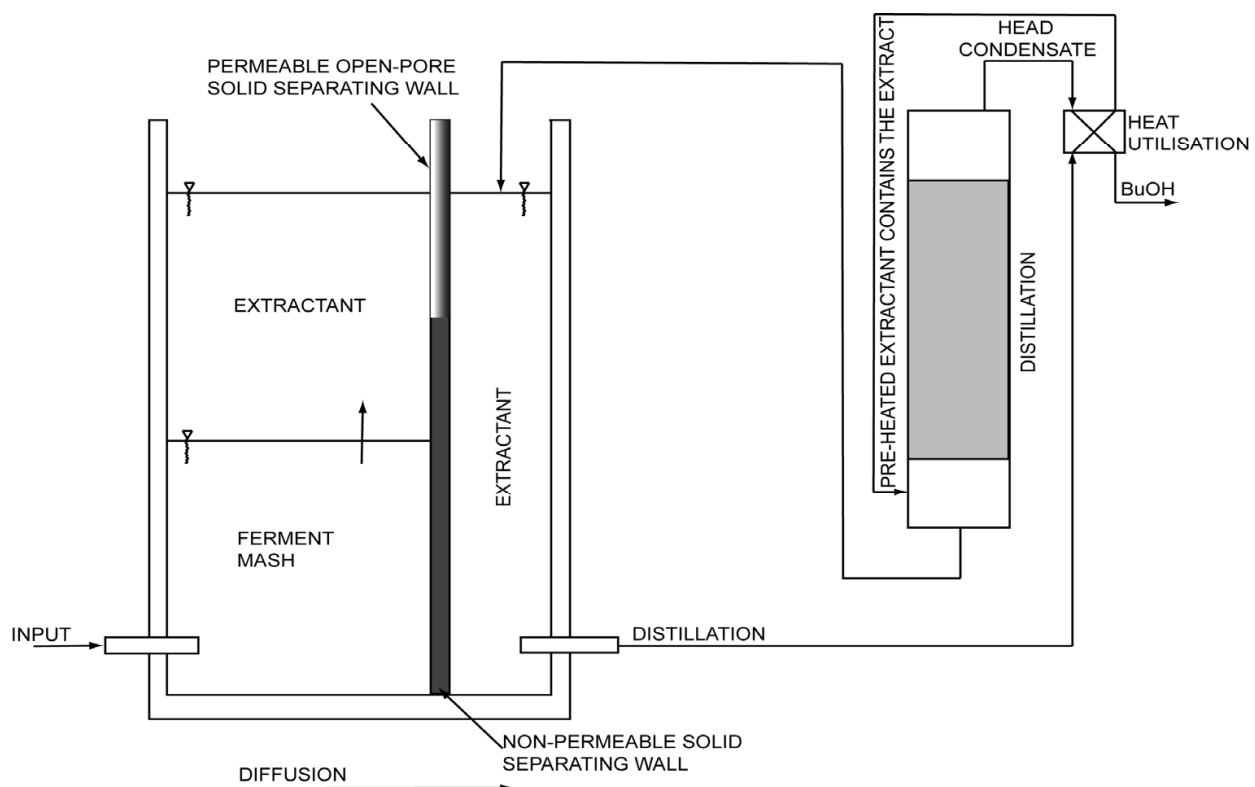 PERMEABLE OPEN-PORE
SOLID SEPARATING WALL
PRE-HEATED EXTRACTANT CONTAINS THE EXTRACT
HEAD
CONDENSATE
HEAT
UTILISATION
BuOH
DISTILLATION
EXTRACTANT
EXTRACTANT
FERMENT
MASH
INPUT
DISTILLATION
NON-PERMEABLE SOLID
SEPARATING WALL
DIFFUSION